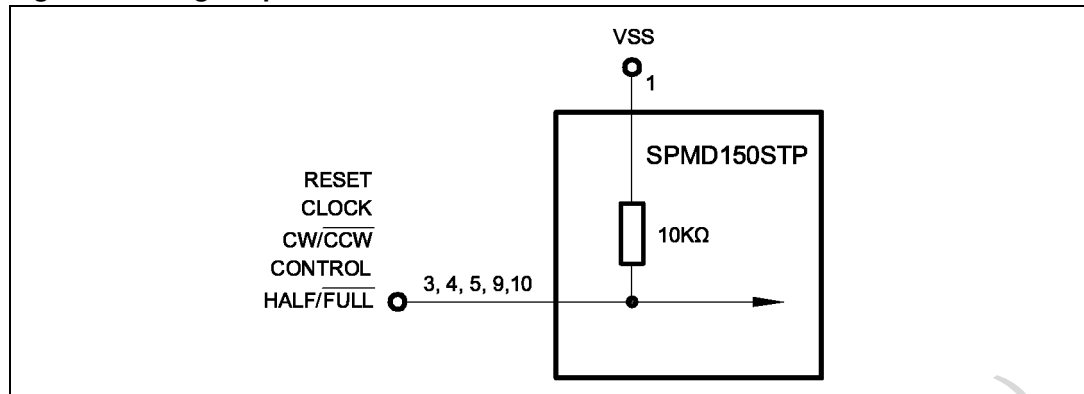 VSS
1
SPMD150STP
RESET
CLOCK
CW/CCW
CONTROL
HALF/FULL
3, 4, 5, 9,10
10KΩ